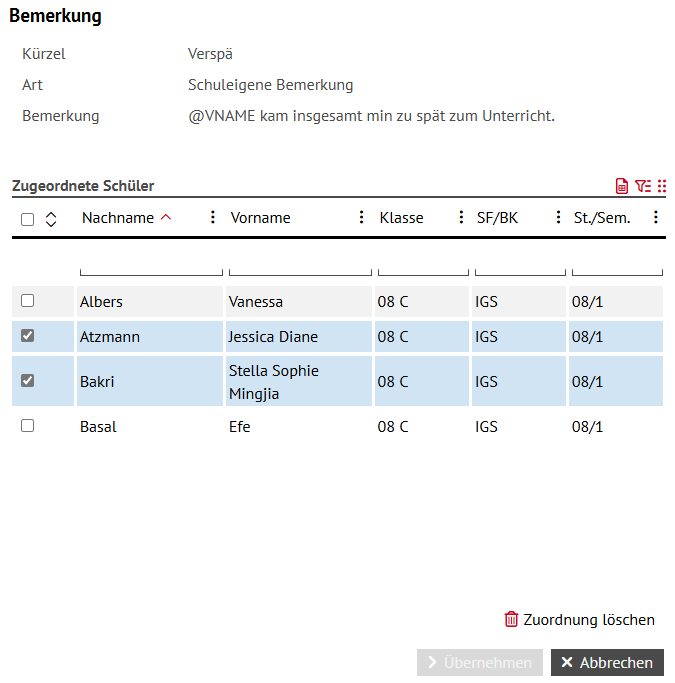 Bemerkung
Kürzel Verspä
Art Schuleigene Bemerkung
Bemerkung @VNAME kam insgesamt min zu spät zum Unterricht.
Zugeordnete Schüler
Nachname Vorname Klasse SF/BK St./Sem.
Albers Vanessa 08 C IGS 08/1
Atzmann Jessica Diane 08 C IGS 08/1
Bakri Stella Sophie Mingjia 08 C IGS 08/1
Basal Efe 08 C IGS 08/1
Zuordnung löschen
Übernehmen Abbrechen